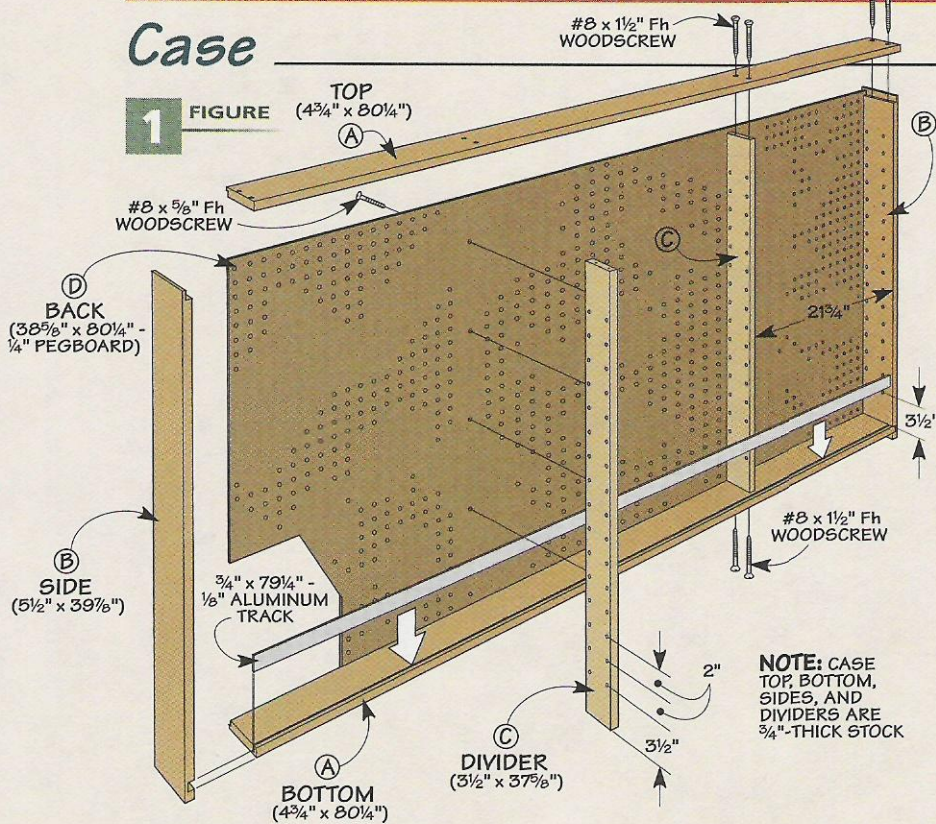 Case
1 FIGURE
TOP
(4¾" x 80¼")
A
#8 x 1½" Fh
WOODSCREW
B
#8 x ⅝" Fh
WOODSCREW
C
D
BACK
(38⅝" x 80¼" -
¼" PEGBOARD)
21¾"
3½"
#8 x 1½" Fh
WOODSCREW
B
SIDE
(5½" x 39⅞")
¾" x 79¼" -
⅛" ALUMINUM
TRACK
2"
3½"
NOTE: CASE
TOP, BOTTOM,
SIDES, AND
DIVIDERS ARE
¾"-THICK STOCK
C
DIVIDER
(3½" x 37⅝")
A
BOTTOM
(4¾" x 80¼")